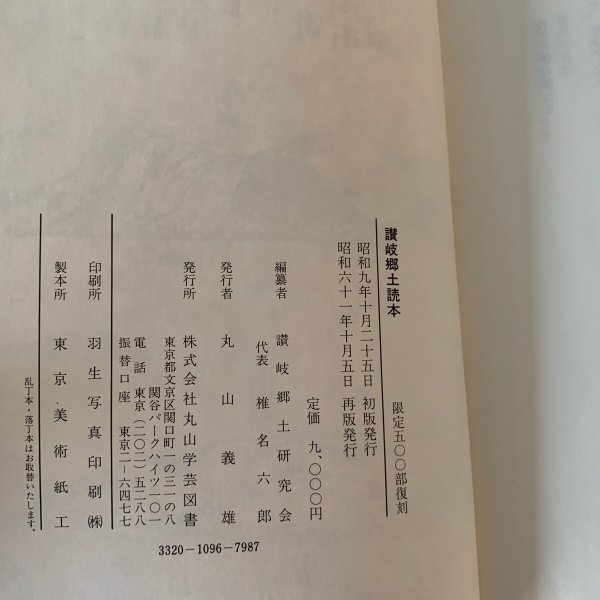 讃岐郷土読本
限定五〇〇部復刻
昭和九年十月二十五日 初版発行
昭和六十一年十月五日 再版発行
定価 九、〇〇〇円
編纂者 讃岐郷土研究会
代表 椎名六郎
発行者 丸山義雄
発行所 株式会社丸山学芸図書
東京都文京区関口町一の三一の八
関谷パークハイツ一〇一
電話 東京(二〇二)五二八八
振替口座 東京二−六四七七
印刷所 羽生写真印刷㈱
製本所 東京美術紙工
乱丁本・落丁本はお取替いたします。
3320-1096-7987